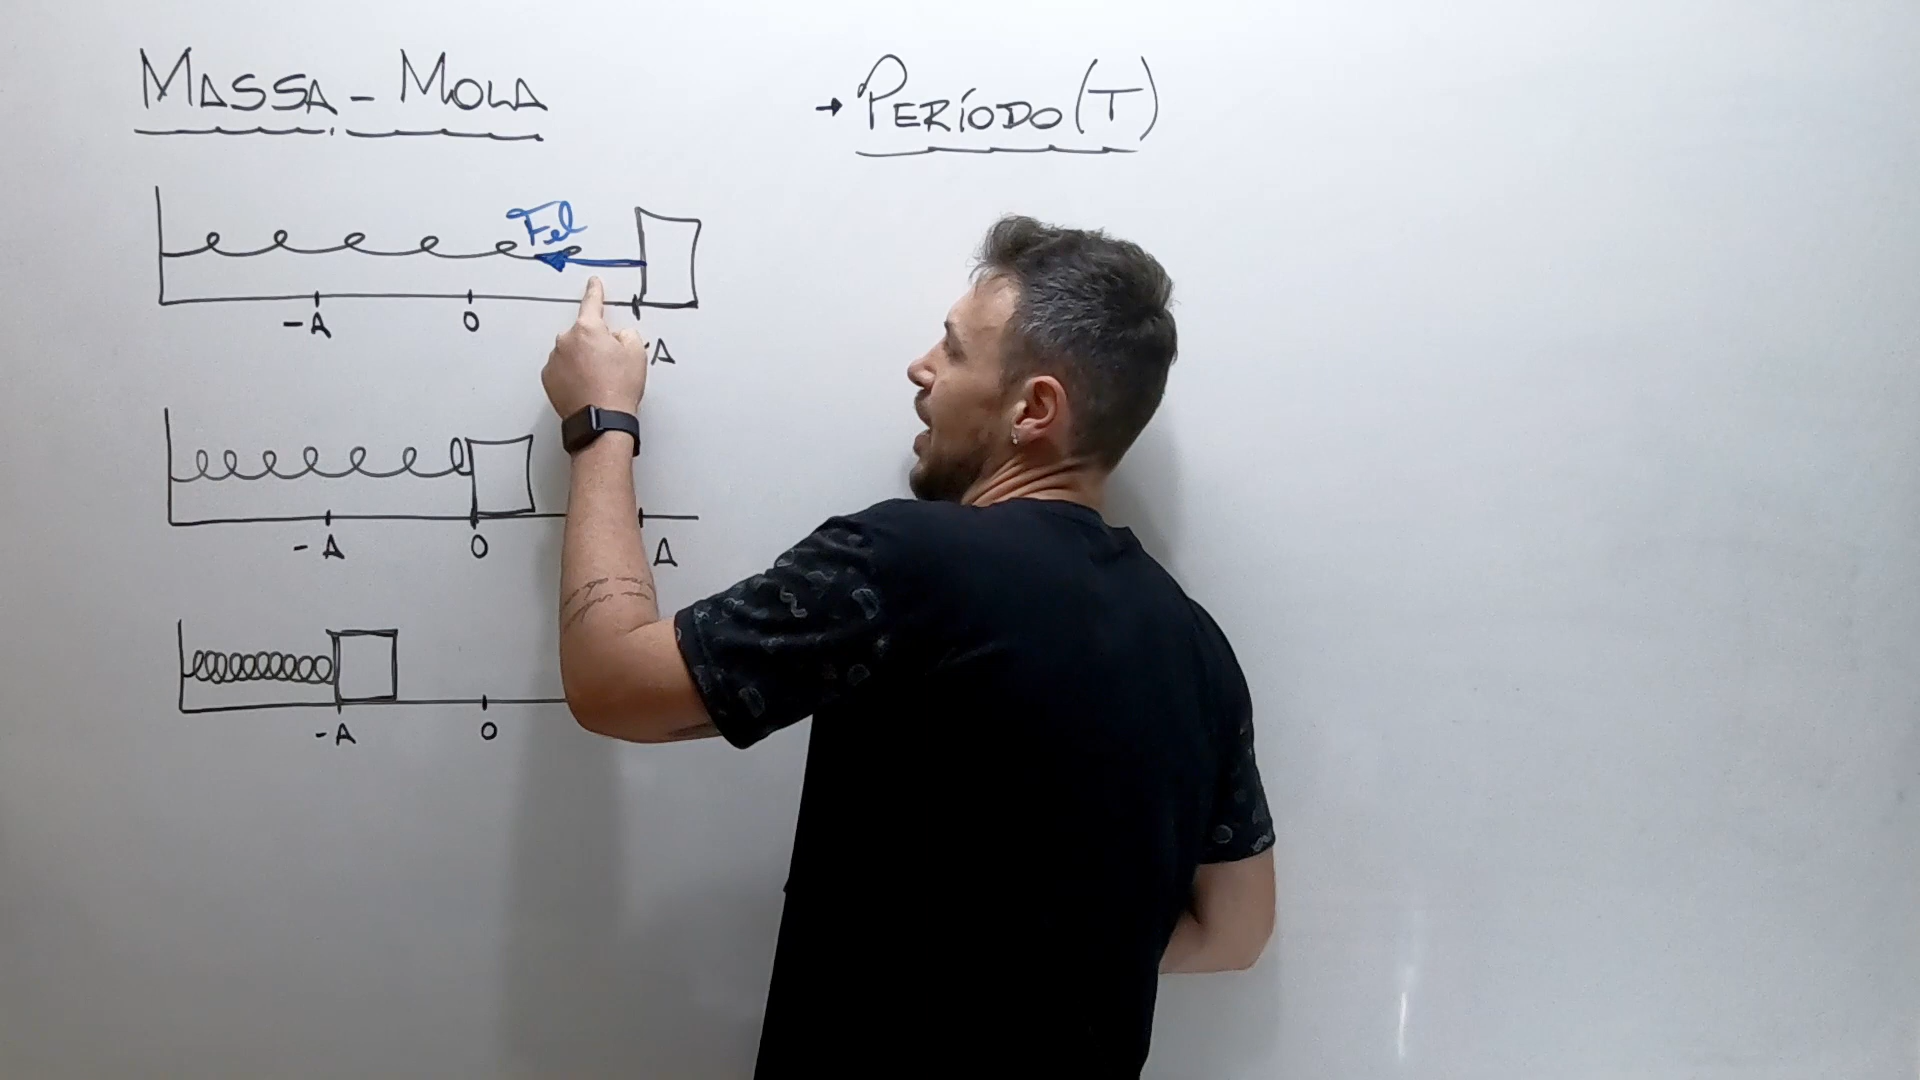 MASSA - MOLA
→ PERÍODO (T)
Fel
-A 0 A
-A 0 A
-A 0